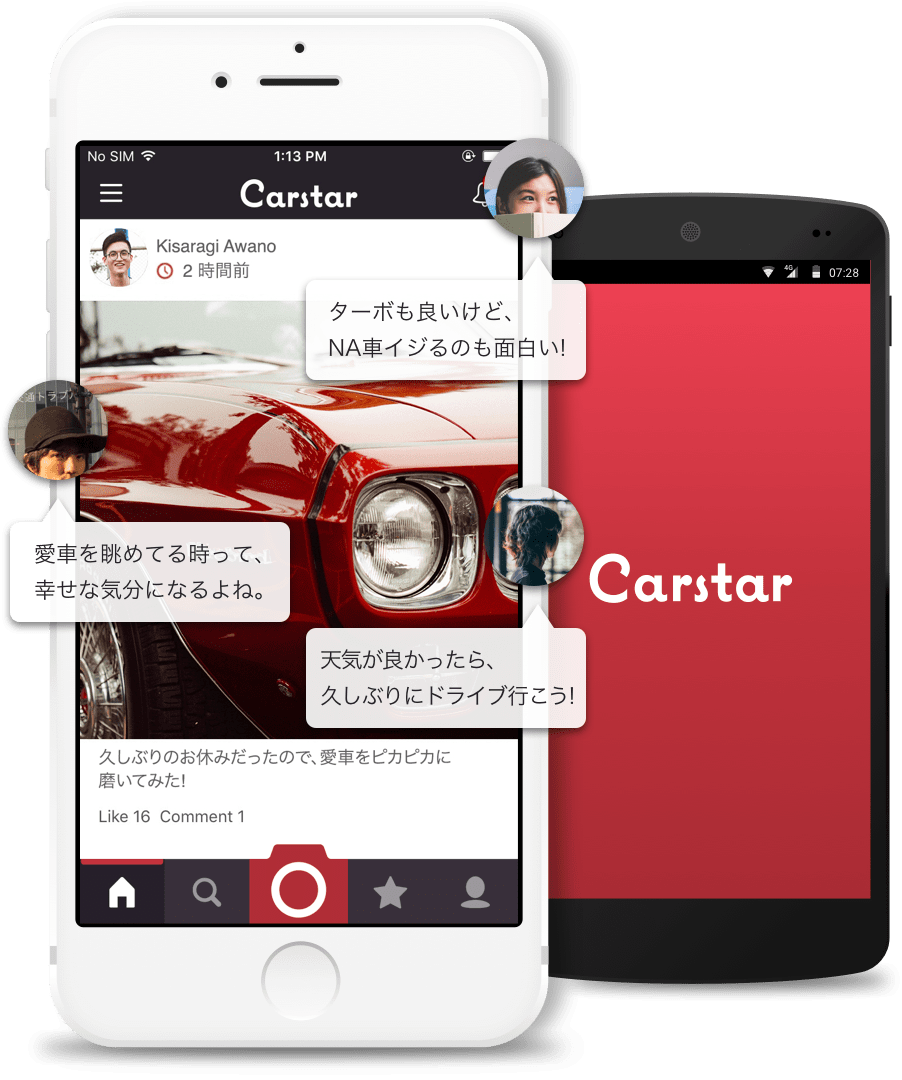 No SIM
1:13 PM
Carstar
Kisaragi Awano
2 時間前
ターボも良いけど、
NA車イジるのも面白い!
4G
07:28
愛車を眺めてる時って、
幸せな気分になるよね。
Carstar
天気が良かったら、
久しぶりにドライブ行こう!
久しぶりのお休みだったので、愛車をピカピカに
磨いてみた!
Like 16 Comment 1